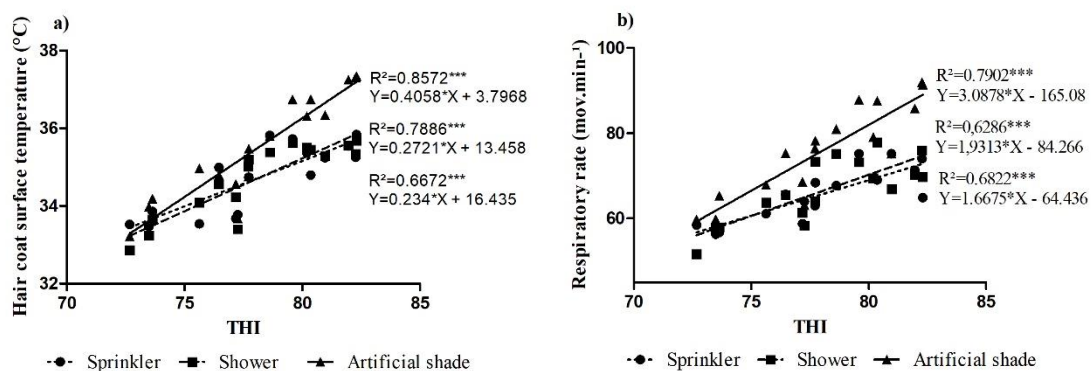 a)
Hair coat surface temperature (°C)
38
36
34
32
70
75
80
85
THI
R²=0.8572***
Y=0.4058*X + 3.7968
R²=0.7886***
Y=0.2721*X + 13.458
R²=0.6672***
Y=0.234*X + 16.435
Sprinkler Shower Artificial shade
b)
Respiratory rate (mov.min-¹)
100
80
60
70
75
80
85
THI
R²=0.7902***
Y=3.0878*X - 165.08
R²=0,6286***
Y=1,9313*X - 84.266
R²=0.6822***
Y=1.6675*X - 64.436
Sprinkler Shower Artificial shade